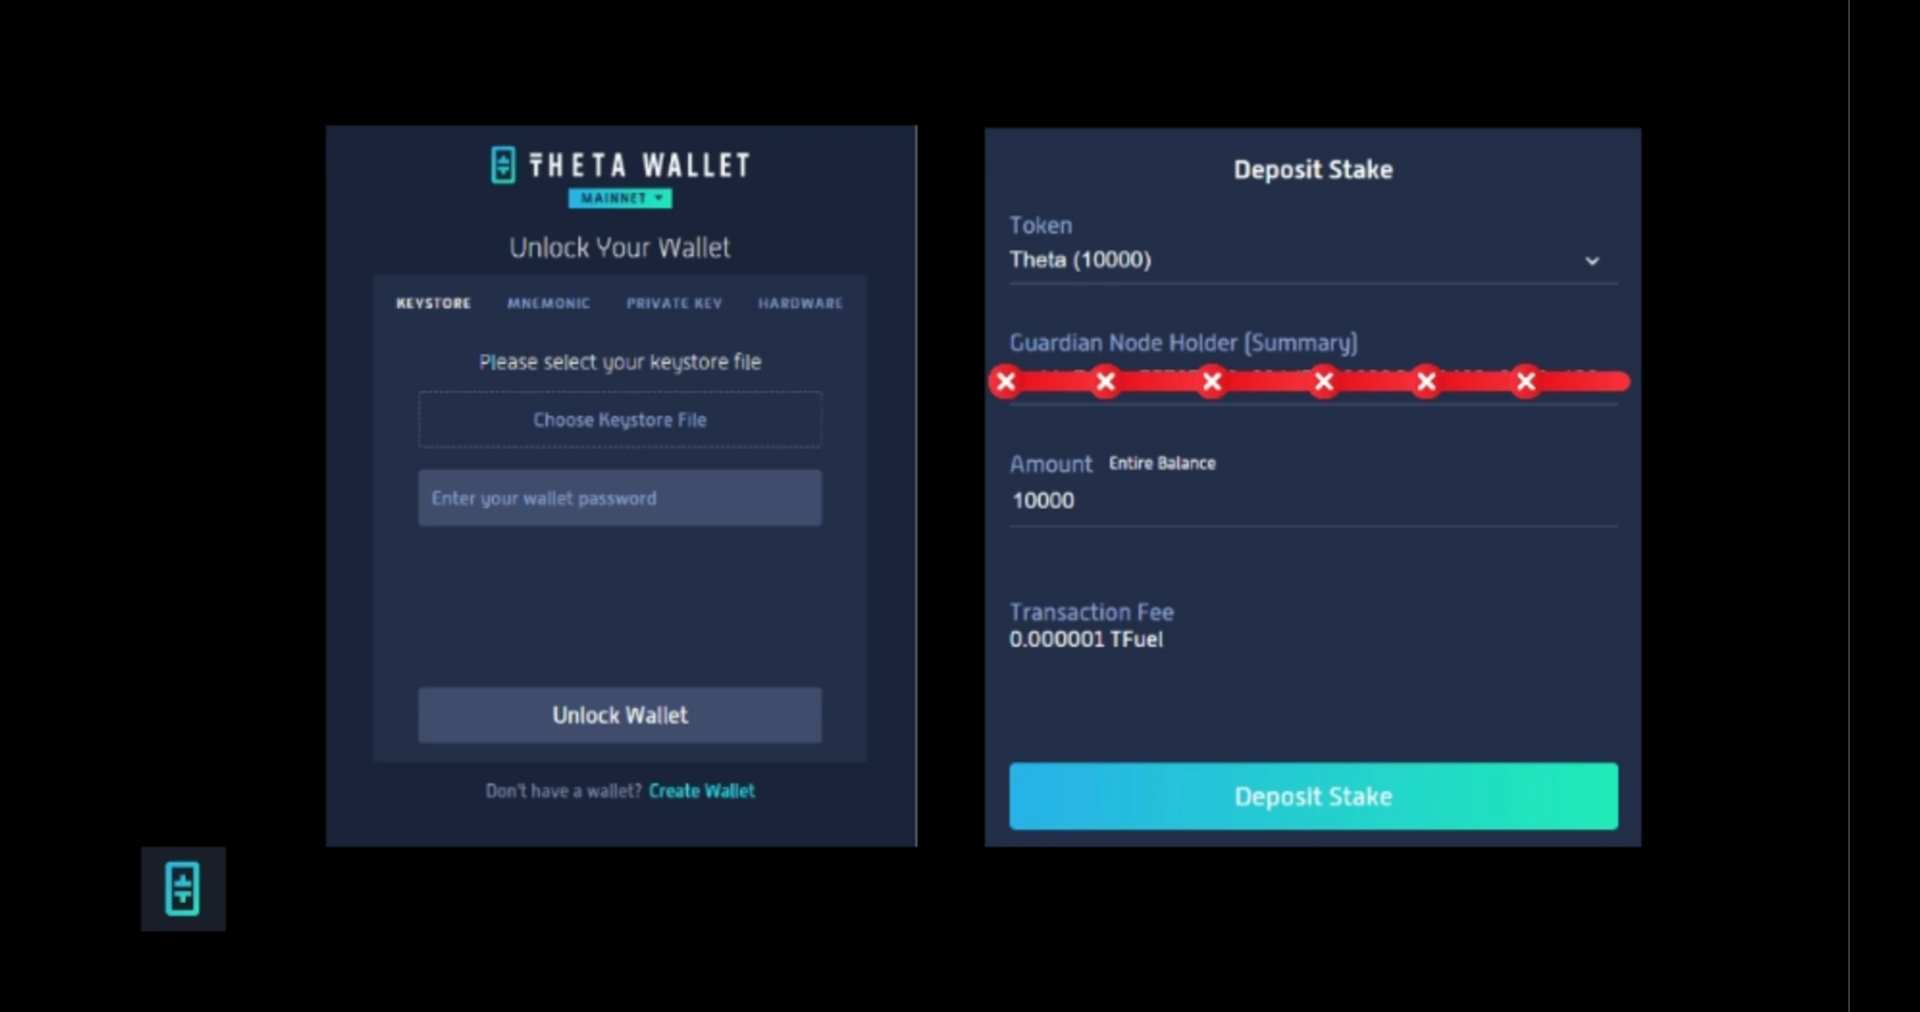 THETA WALLET
MAINNET
Unlock Your Wallet
KEYSTORE MNEMONIC PRIVATE KEY HARDWARE
Please select your keystore file
Choose Keystore File
Enter your wallet password
Unlock Wallet
Don't have a wallet? Create Wallet
Deposit Stake
Token
Theta (10000)
Guardian Node Holder (Summary)
Amount Entire Balance
10000
Transaction Fee
0.000001 TFuel
Deposit Stake